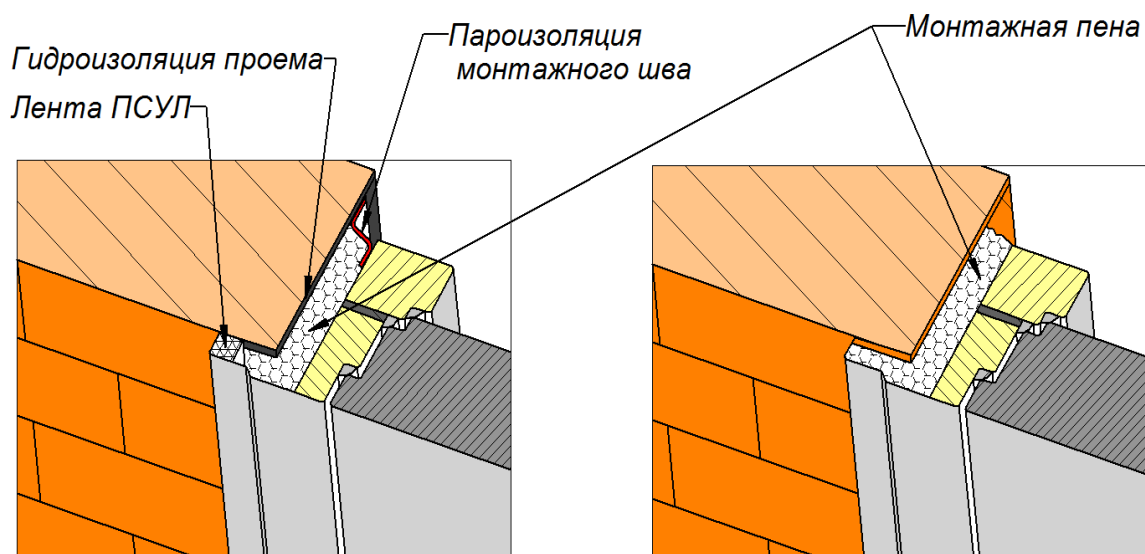 Пароизоляция
монтажного шва
Монтажная пена
Гидроизоляция проема
Лента ПСУЛ